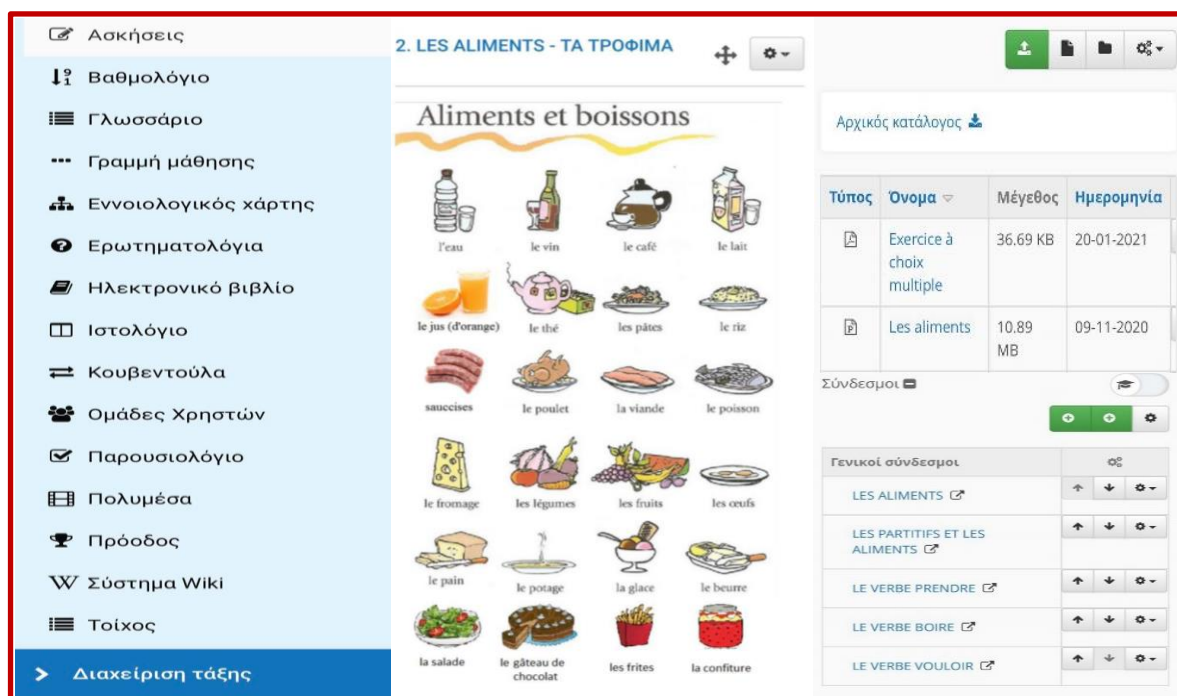 Ασκήσεις
Βαθμολόγιο
Γλωσσάριο
Γραμμή μάθησης
Εννοιολογικός χάρτης
Ερωτηματολόγια
Ηλεκτρονικό βιβλίο
Ιστολόγιο
Κουβεντούλα
Ομάδες Χρηστών
Παρουσιολόγιο
Πολυμέσα
Πρόοδος
Σύστημα Wiki
Τοίχος
Διαχείριση τάξης
2. LES ALIMENTS - ΤΑ ΤΡΟΦΙΜΑ
Aliments et boissons
l'eau le vin le café le lait
le jus (d'orange) le thé les pâtes le riz
saucisses le poulet la viande le poisson
le fromage les légumes les fruits les œufs
le pain le potage la glace le beurre
la salade le gâteau de chocolat les frites la confiture
Αρχικός κατάλογος
Τύπος Όνομα Μέγεθος Ημερομηνία
Exercice à choix multiple 36.69 KB 20-01-2021
Les aliments 10.89 MB 09-11-2020
Σύνδεσμοι
Γενικοί σύνδεσμοι
LES ALIMENTS
LES PARTITIFS ET LES
ALIMENTS
LE VERBE PRENDRE
LE VERBE BOIRE
LE VERBE VOULOIR